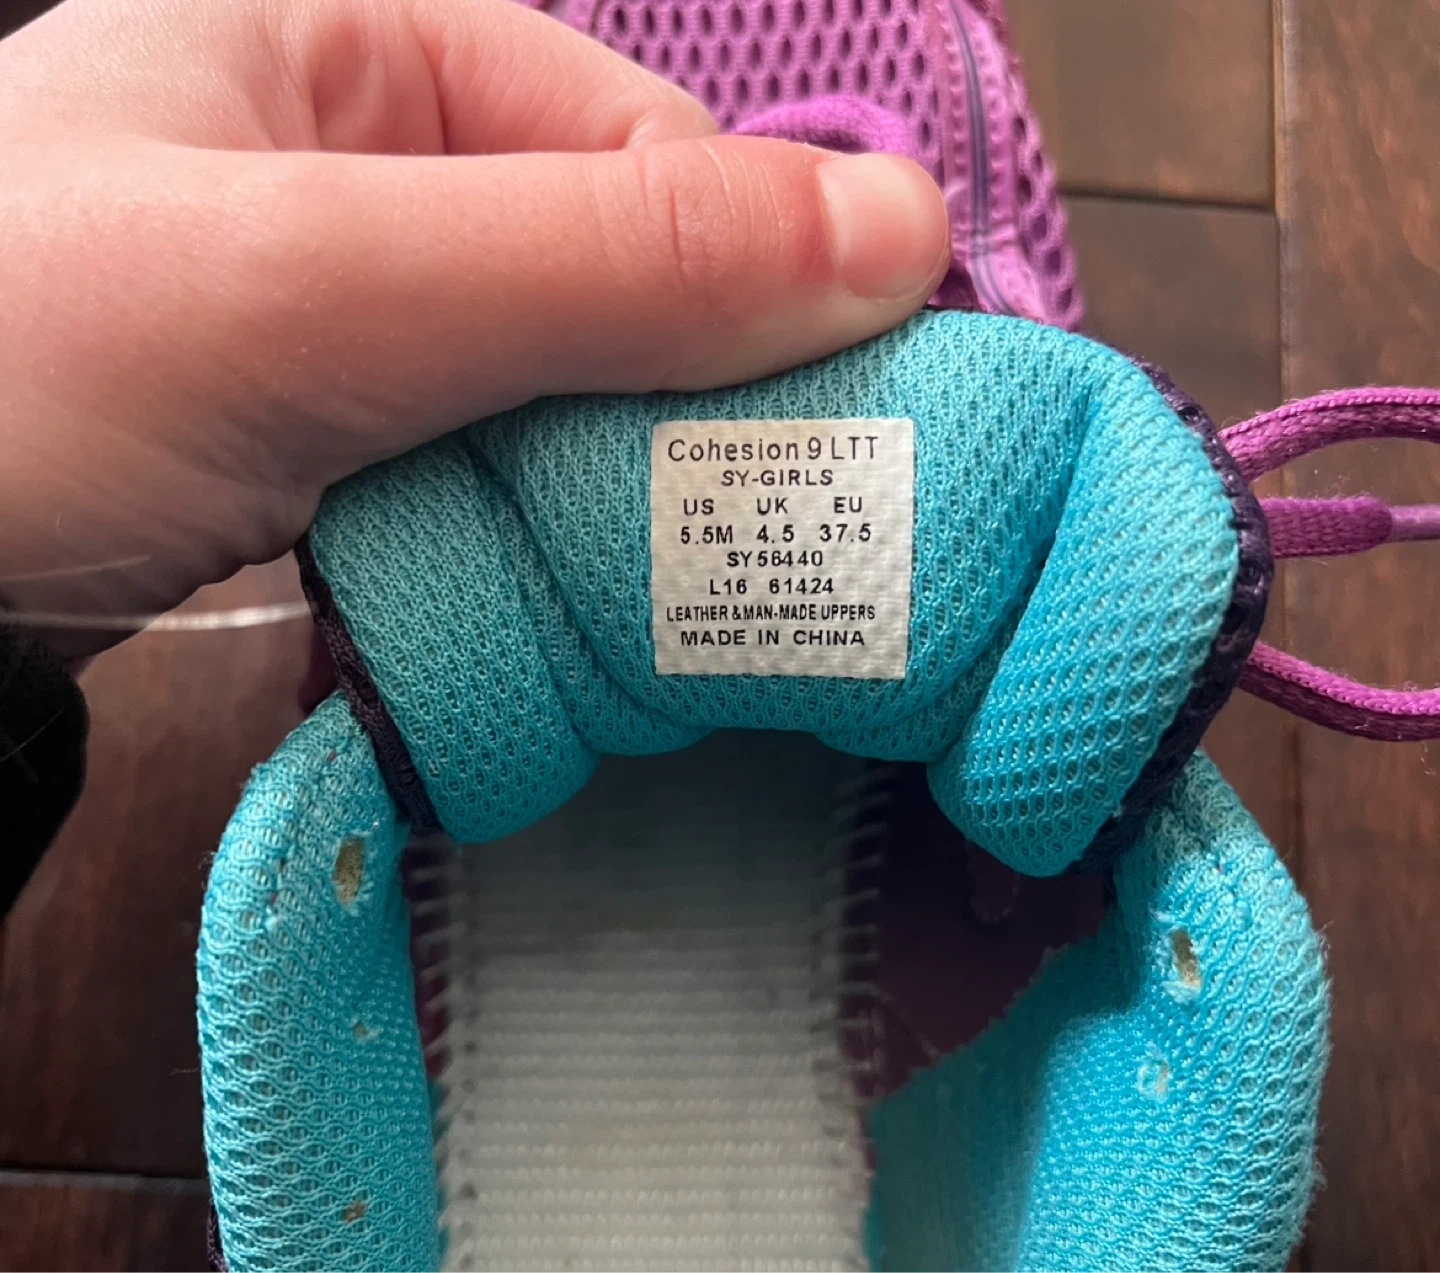 Cohesion 9 LTT
SY-GIRLS
US UK EU
5.5M 4.5 37.5
SY56440
L16 61424
LEATHER & MAN-MADE UPPERS
MADE IN CHINA